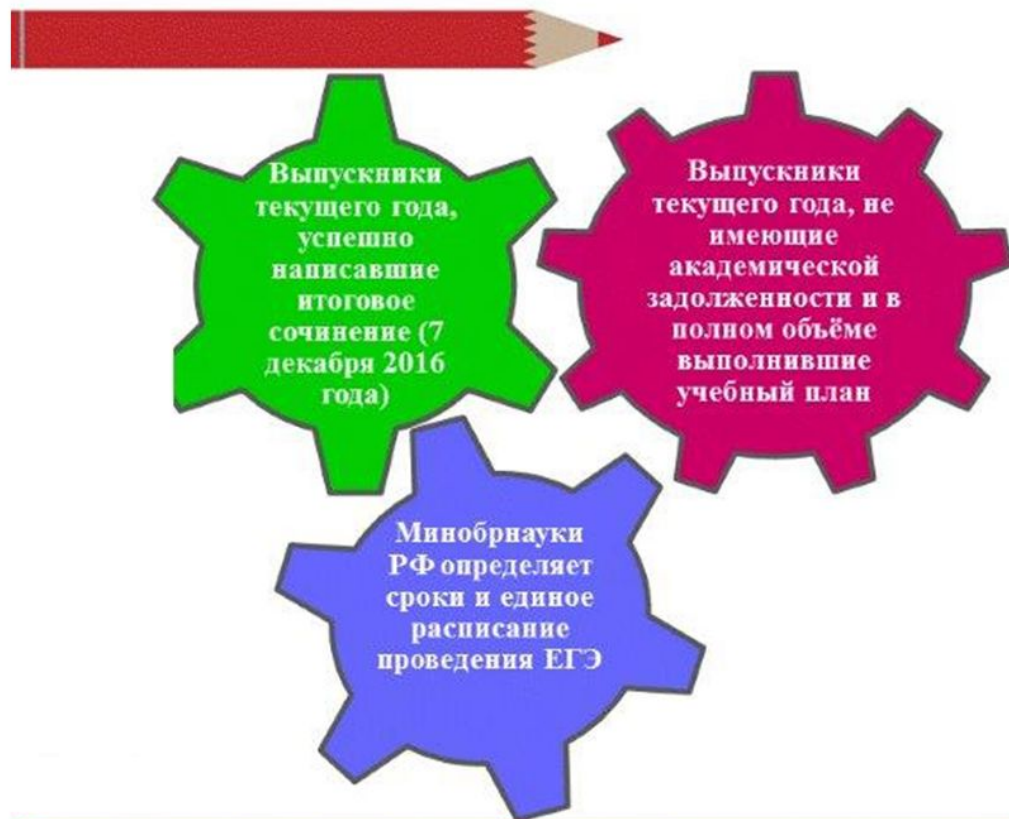 Выпускники
текущего года,
успешно
написавшие
итоговое
сочинение (7
декабря 2016
года)
Выпускники
текущего года, не
имеющие
академической
задолженности и в
полном объёме
выполнившие
учебный план
Минобрнауки
РФ определяет
сроки и единое
расписание
проведения ЕГЭ